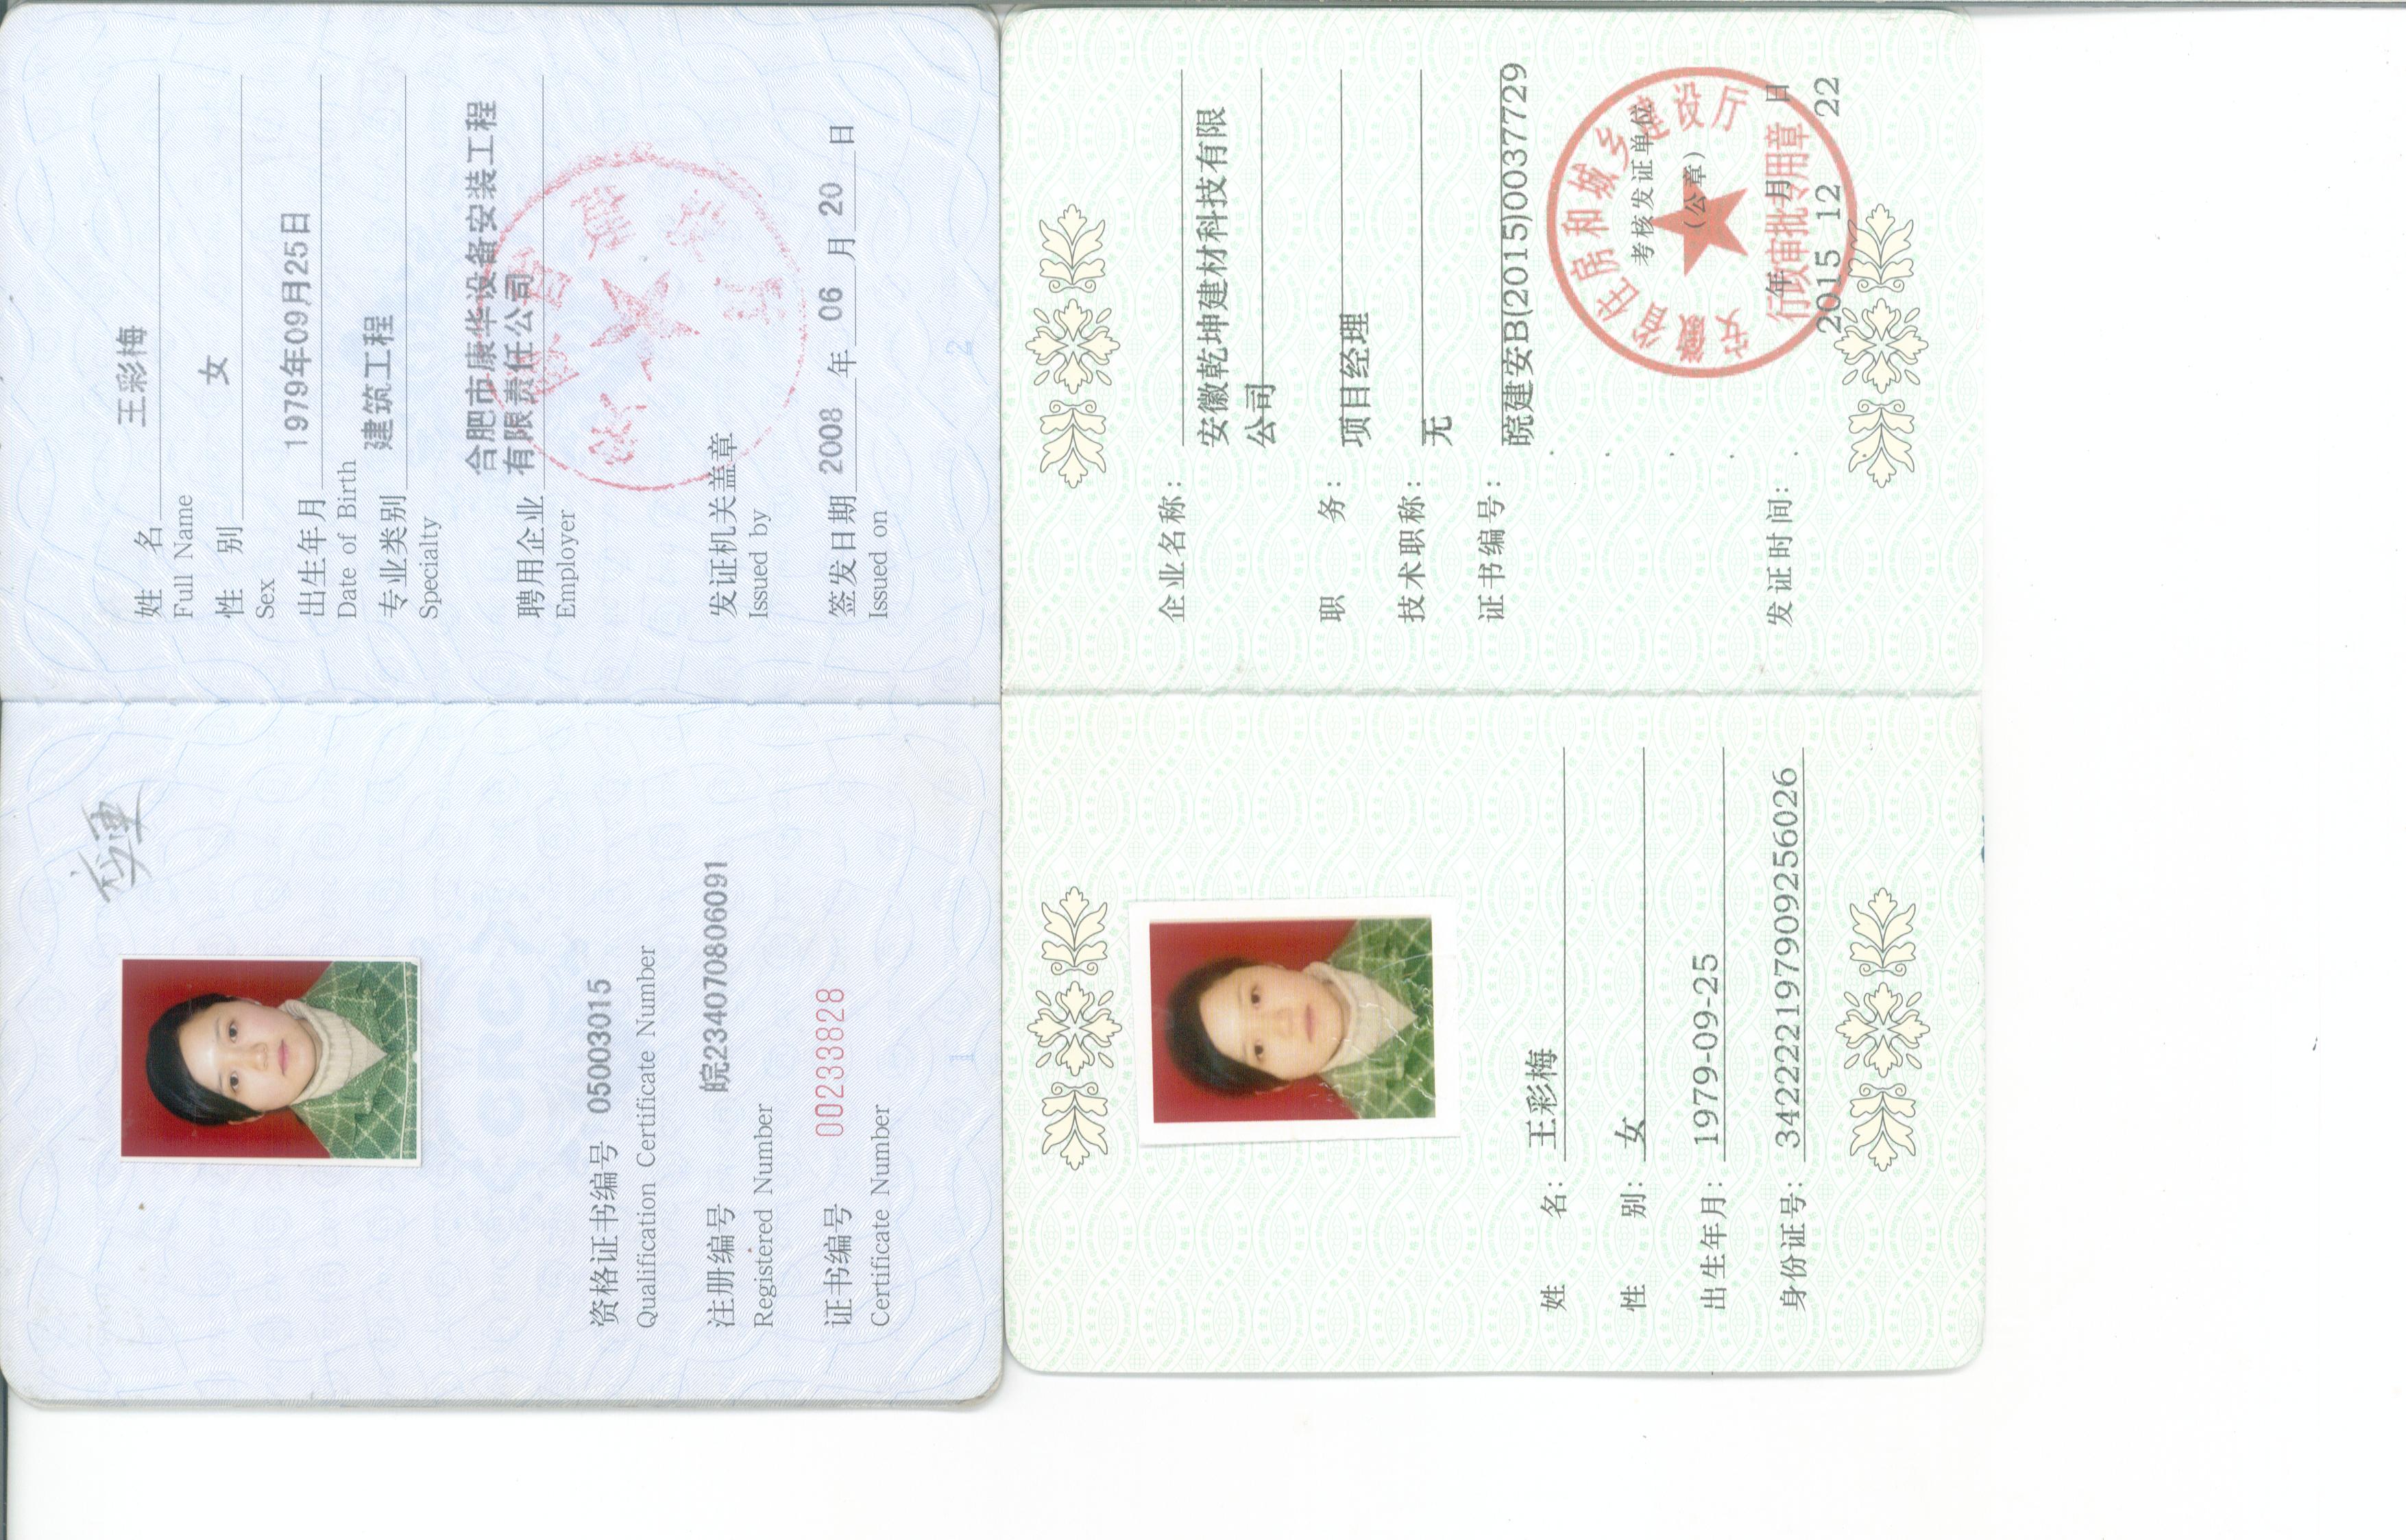 资格证书编号 05003015
Qualification Certificate Number
注册编号 皖234070806091
Registered Number
证书编号 00233828
Certificate Number
1
姓 名 王彩梅
Full Name
性 别 女
Sex
出生年月 1979年09月25日
Date of Birth
专业类别 建筑工程
Specialty
聘用企业 合肥市康华设备安装工程
有限责任公司
Employer
发证机关盖章
Issued by
签发日期 2008 年 06 月 20 日
Issued on
2
姓 名: 王彩梅
性 别: 女
出生年月: 1979-09-25
身份证号: 342222197909256026
企业名称: 安徽乾坤建材科技有限
公司
职 务: 项目经理
技术职称: 无
证书编号: 皖建安B(2015)0037729
安徽省住房和城乡建设厅
考核发证单位
(公章)
行政审批专用章
发证时间: 年 月 日
2015 12 22